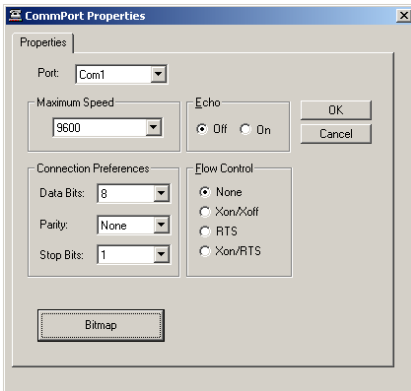 CommPort Properties
Properties
Port: Com1
Maximum Speed
9600
Echo
Off On
OK
Cancel
Connection Preferences
Data Bits: 8
Parity: None
Stop Bits: 1
Flow Control
None
Xon/Xoff
RTS
Xon/RTS
Bitmap